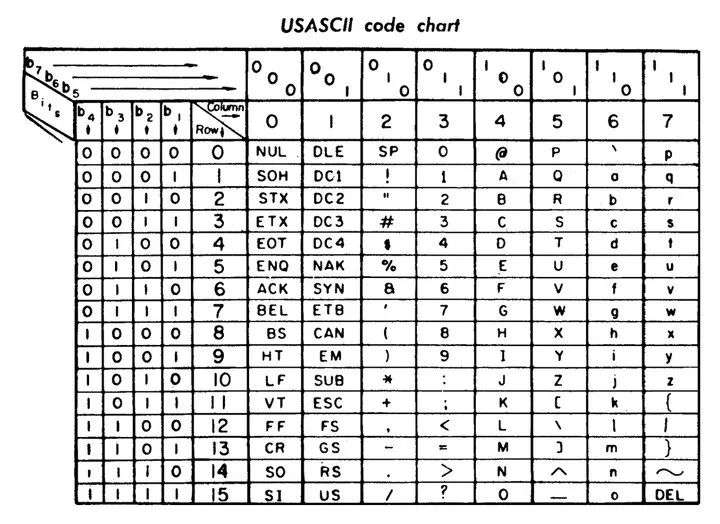 USASCII code chart
b7 b6 b5 0 0 0 0 0 1 0 1 0 0 1 1 1 0 0 1 0 1 1 1 0 1 1 1
Bits b4 b3 b2 b1 Column Row 0 1 2 3 4 5 6 7
0 0 0 0 0 NUL DLE SP 0 @ P ` p
0 0 0 1 1 SOH DC1 ! 1 A Q a q
0 0 1 0 2 STX DC2 " 2 B R b r
0 0 1 1 3 ETX DC3 # 3 C S c s
0 1 0 0 4 EOT DC4 $ 4 D T d t
0 1 0 1 5 ENQ NAK % 5 E U e u
0 1 1 0 6 ACK SYN & 6 F V f v
0 1 1 1 7 BEL ETB ' 7 G W g w
1 0 0 0 8 BS CAN ( 8 H X h x
1 0 0 1 9 HT EM ) 9 I Y i y
1 0 1 0 10 LF SUB * : J Z j z
1 0 1 1 11 VT ESC + ; K [ k {
1 1 0 0 12 FF FS , < L \ l |
1 1 0 1 13 CR GS - = M ] m }
1 1 1 0 14 SO RS . > N ^ n ~
1 1 1 1 15 SI US / ? O _ o DEL